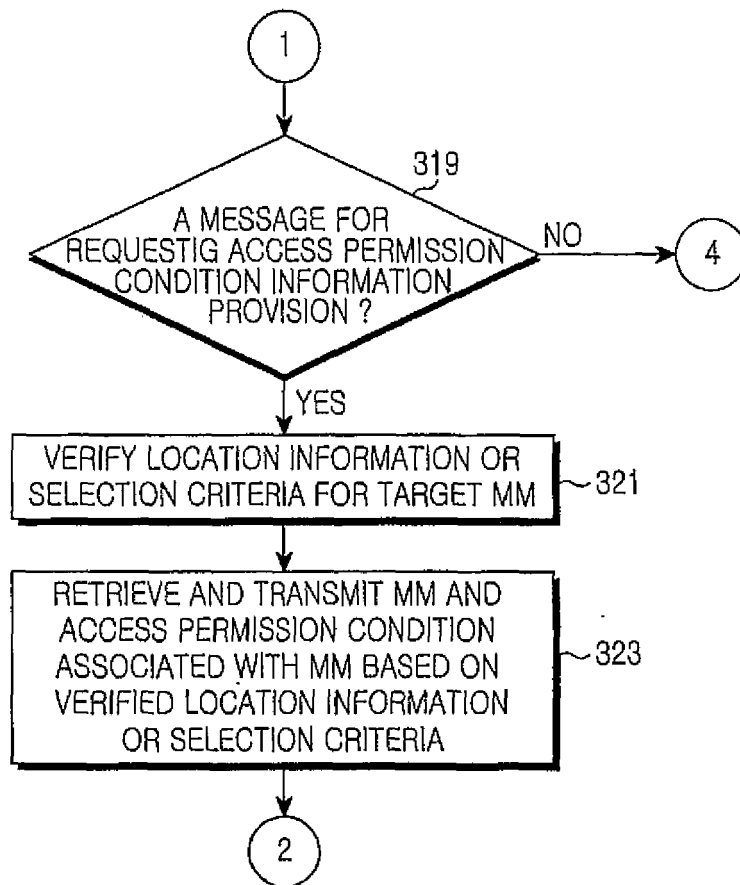 1
319
A MESSAGE FOR
REQUESTIG ACCESS PERMISSION
CONDITION INFORMATION
PROVISION ?
NO
4
YES
VERIFY LOCATION INFORMATION OR
SELECTION CRITERIA FOR TARGET MM
321
RETRIEVE AND TRANSMIT MM AND
ACCESS PERMISSION CONDITION
ASSOCIATED WITH MM BASED ON
VERIFIED LOCATION INFORMATION
OR SELECTION CRITERIA
323
2